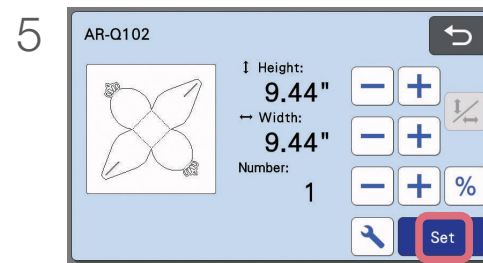 5
AR-Q102
↕ Height:
9.44"
↔ Width:
9.44"
Number:
1
%
Set